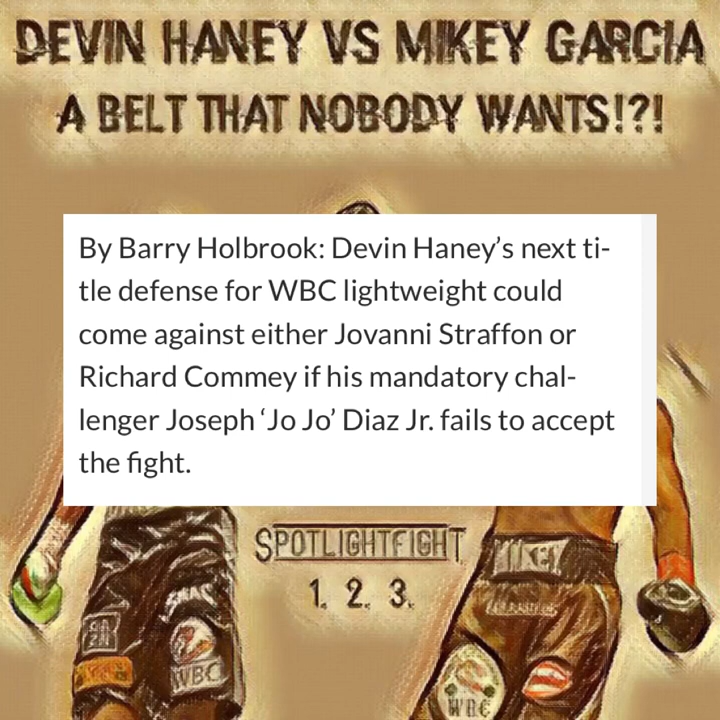 DEVIN HANEY VS MIKEY GARCIA
A BELT THAT NOBODY WANTS!?!
By Barry Holbrook: Devin Haney’s next ti-
tle defense for WBC lightweight could
come against either Jovanni Straffon or
Richard Commey if his mandatory chal-
lenger Joseph ‘Jo Jo’ Diaz Jr. fails to accept
the fight.
SPOTLIGHTFIGHT
1. 2. 3.
WBC
WBC